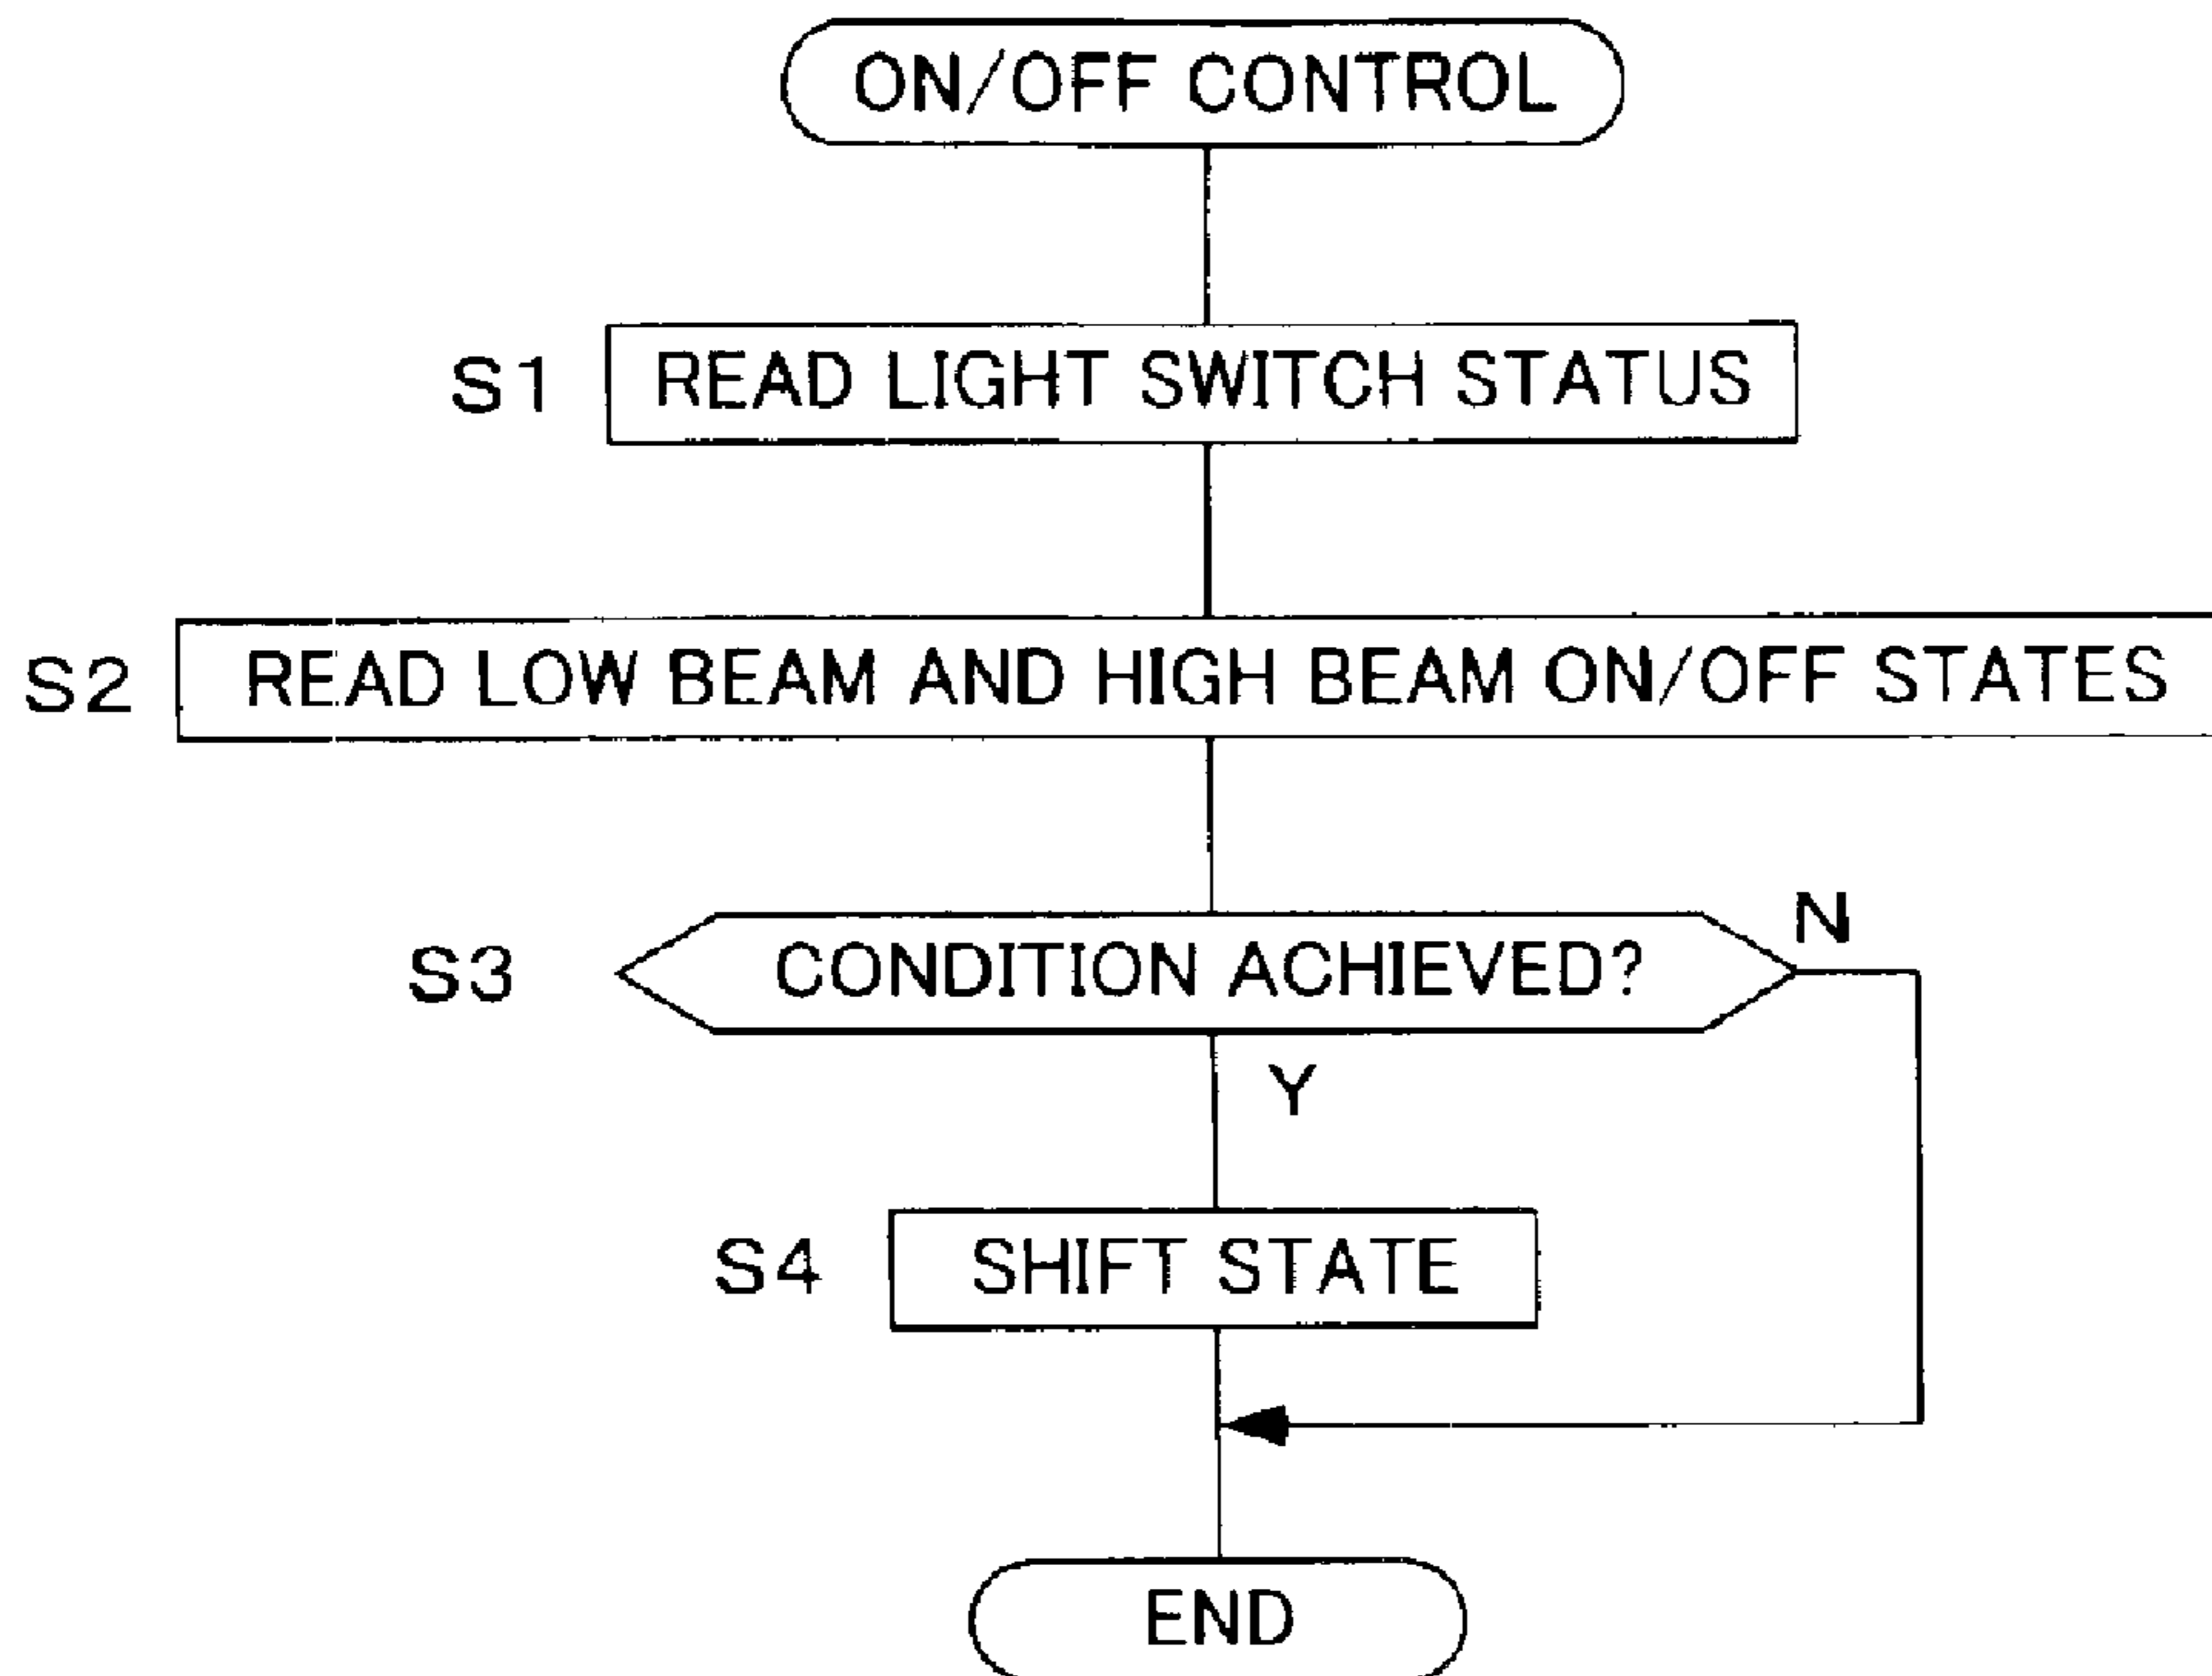 ON/OFF CONTROL
S1 READ LIGHT SWITCH STATUS
S2 READ LOW BEAM AND HIGH BEAM ON/OFF STATES
S3 CONDITION ACHIEVED? N
Y
S4 SHIFT STATE
END